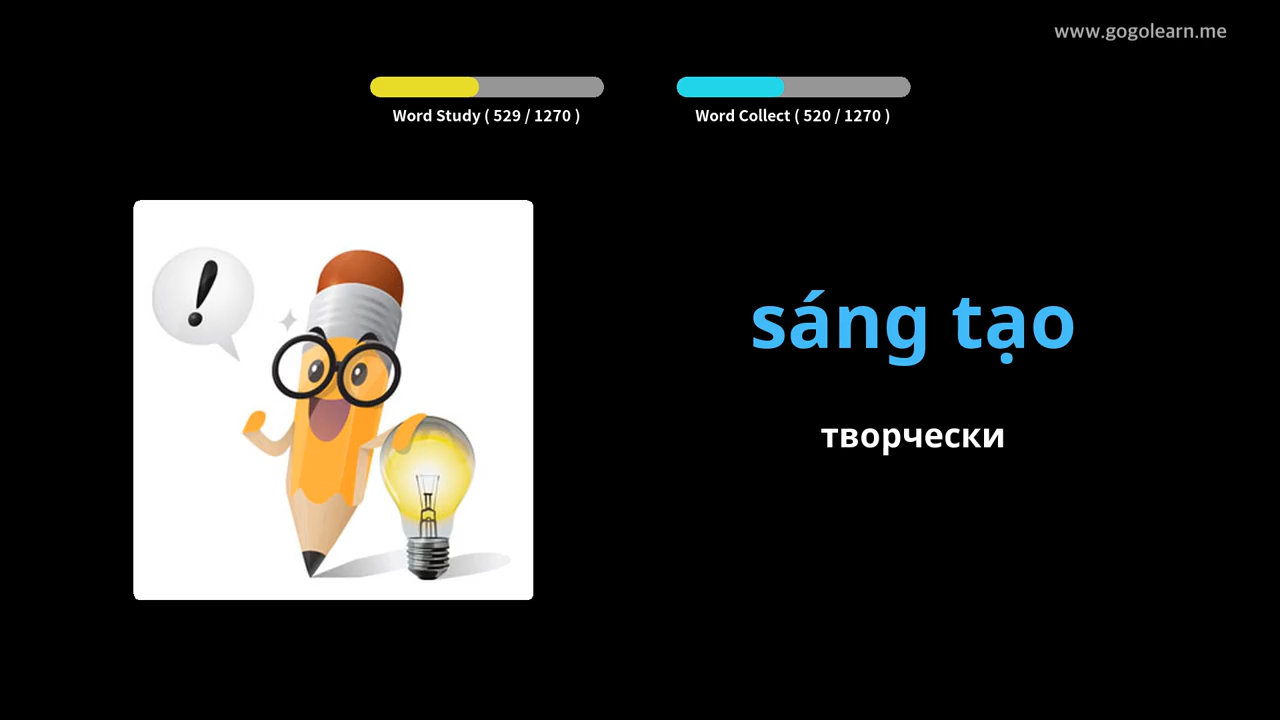 www.gogolearn.me
Word Study ( 529 / 1270 )
Word Collect ( 520 / 1270 )
!
sáng tạo
творчески